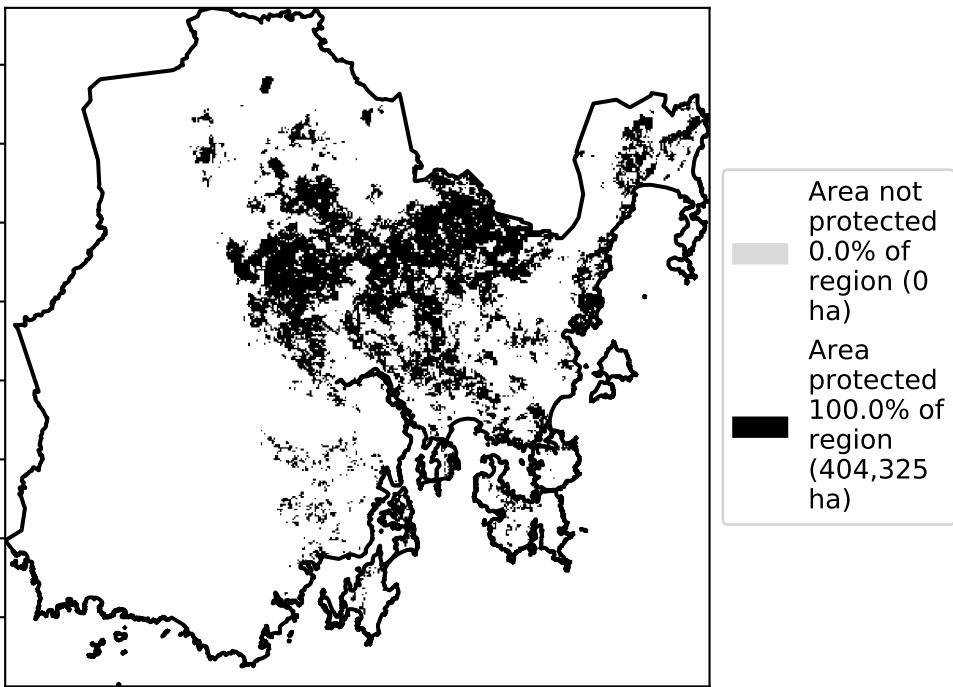 Area not
protected
0.0% of
region (0
ha)
Area
protected
100.0% of
region
(404,325
ha)